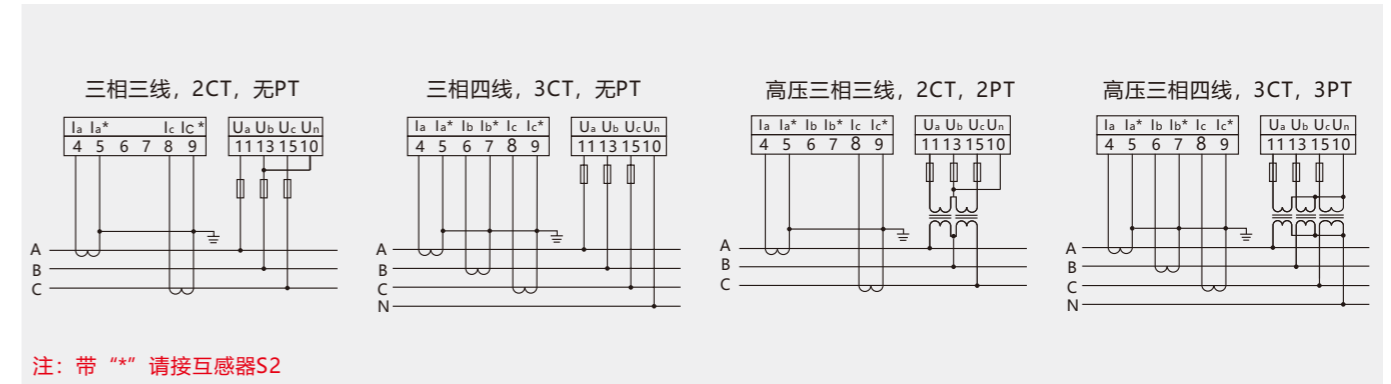 三相三线，2CT，无PT
Ia Ia* Ic IC*
4 5 6 7 8 9
Ua Ub Uc Un
11 13 15 10
A
B
C
三相四线，3CT，无PT
Ia Ia* Ib Ib* Ic Ic*
4 5 6 7 8 9
Ua Ub Uc Un
11 13 15 10
A
B
C
N
高压三相三线，2CT，2PT
Ia Ia* Ib Ib* Ic Ic*
4 5 6 7 8 9
Ua Ub Uc Un
11 13 15 10
A
B
C
高压三相四线，3CT，3PT
Ia Ia* Ib Ib* Ic Ic*
4 5 6 7 8 9
Ua Ub Uc Un
11 13 15 10
A
B
C
N
注：带“*”请接互感器S2